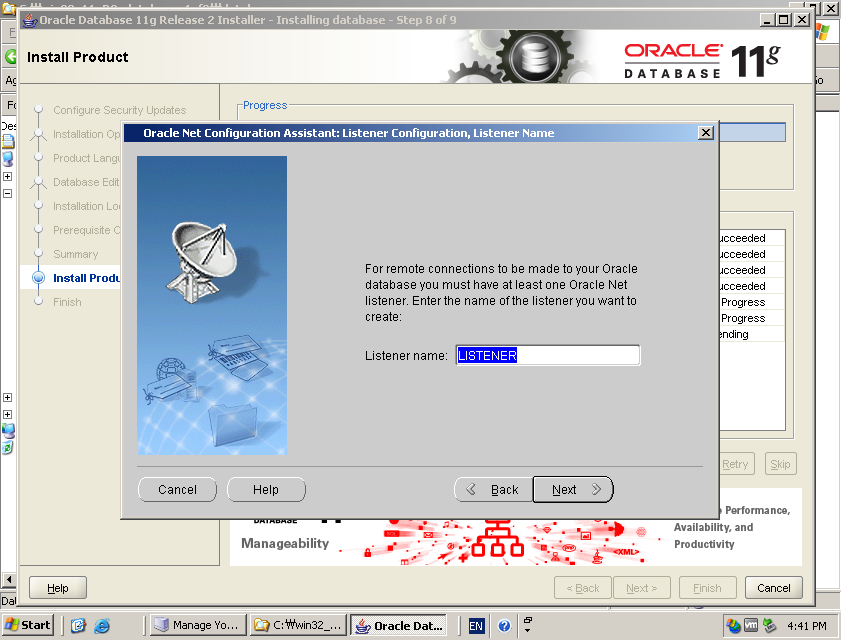 Oracle Database 11g Release 2 Installer - Installing database - Step 8 of 9
Install Product
ORACLE
DATABASE 11g
Configure Security Updates
Installation Op
Product Langu
Database Edit
Installation Lo
Prerequisite C
Summary
Install Produ
Finish
Progress
Oracle Net Configuration Assistant: Listener Configuration, Listener Name
For remote connections to be made to your Oracle
database you must have at least one Oracle Net
listener. Enter the name of the listener you want to
create:
Listener name: LISTENER
Cancel
Help
Back
Next
ucceeded
ucceeded
ucceeded
ucceeded
Progress
Progress
ending
Retry
Skip
DATABASE
Manageability
<XML>
Performance,
Availability, and
Productivity
Help
< Back
Next >
Finish
Cancel
Start
Manage Yo...
C:\win32_...
Oracle Dat...
EN
4:41 PM